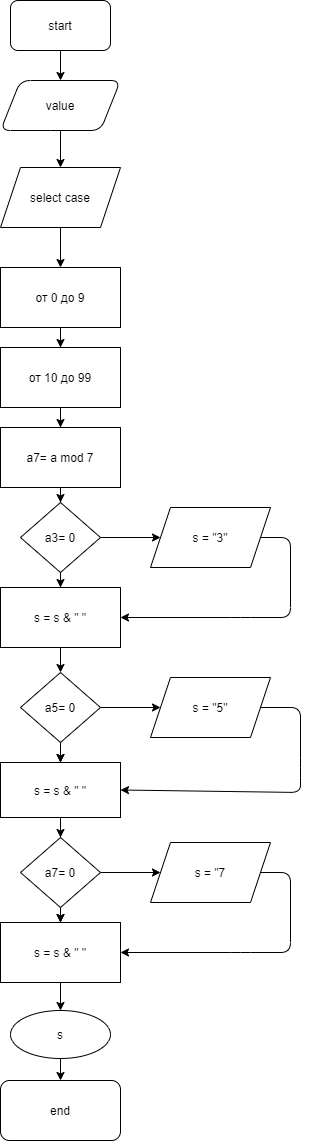 start
value
select case
от 0 до 9
от 10 до 99
a7= a mod 7
a3= 0
s = "3"
s = s & " "
a5= 0
s = "5"
s = s & " "
a7= 0
s = "7
s = s & " "
s
end